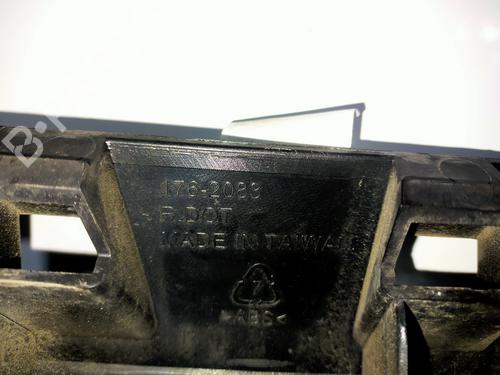 176-2083
R.DOT
MADE IN TAIWAN
7
>ABS<